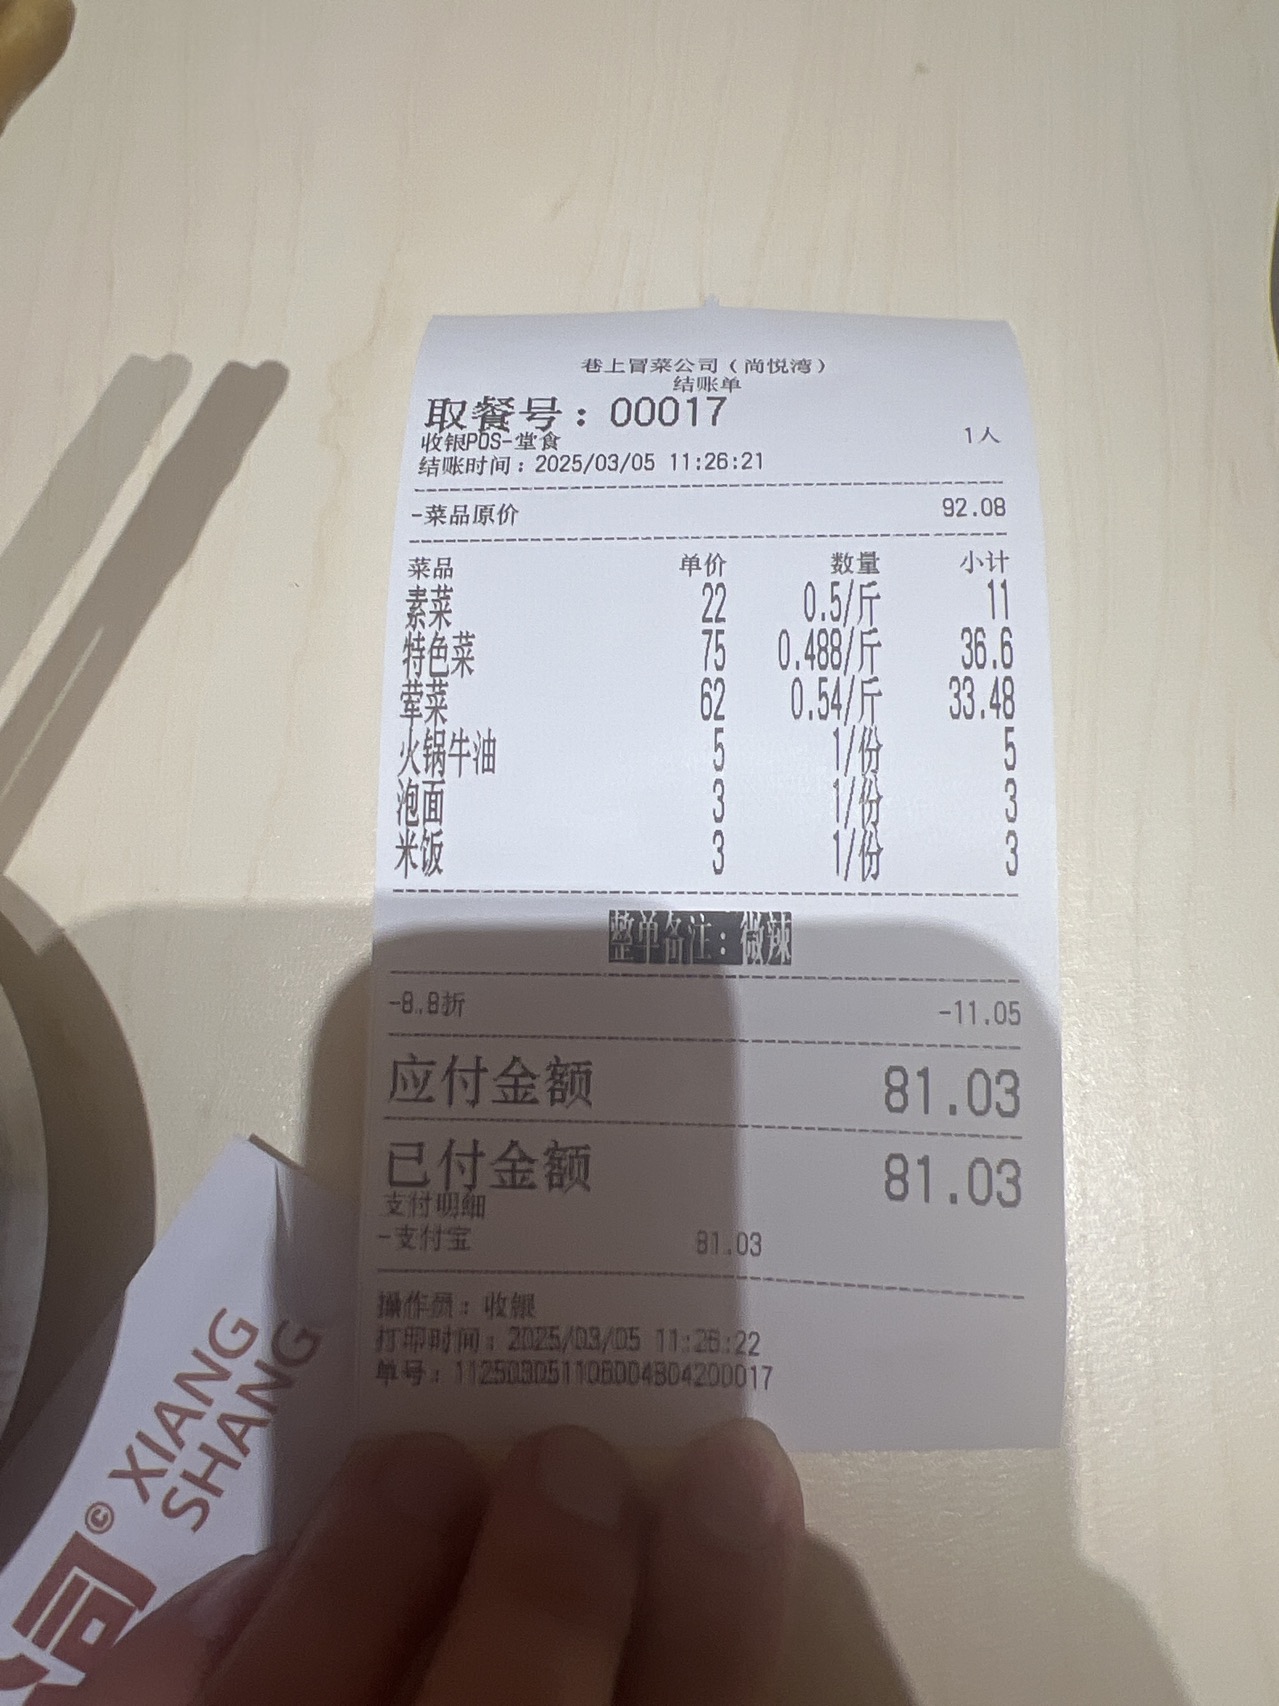 巷上冒菜公司（尚悦湾）
结账单
取餐号：00017
收银POS-堂食 1人
结账时间：2025/03/05 11:26:21
-菜品原价 92.08
菜品 单价 数量 小计
素菜 22 0.5/斤 11
特色菜 75 0.488/斤 36.6
荤菜 62 0.54/斤 33.48
火锅牛油 5 1/份 5
泡面 3 1/份 3
米饭 3 1/份 3
整单备注：微辣
-8.8折 -11.05
应付金额 81.03
已付金额 81.03
支付明细
-支付宝 81.03
操作员：收银
打印时间：2025/03/05 11:26:22
单号：
©XIANG
SHANG
司